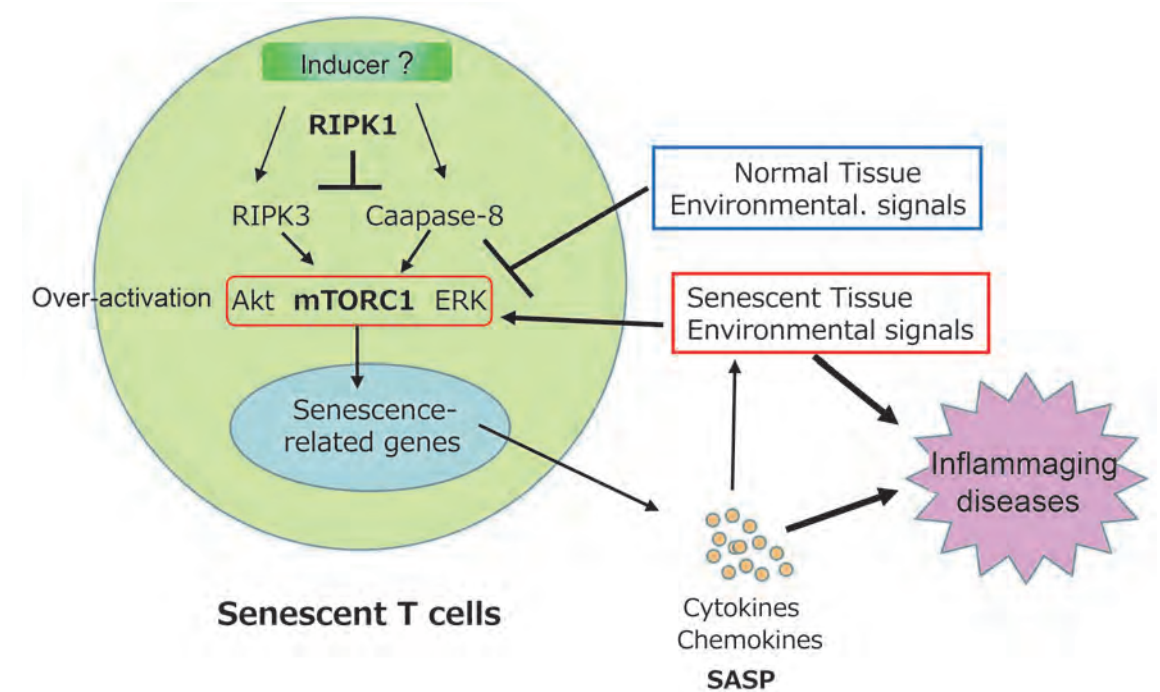 Inducer ?
RIPK1
RIPK3
Caapase-8
Over-activation
Akt mTORC1 ERK
Senescence-
related genes
Senescent T cells
Normal Tissue
Environmental. signals
Senescent Tissue
Environmental signals
Inflammaging
diseases
Cytokines
Chemokines
SASP